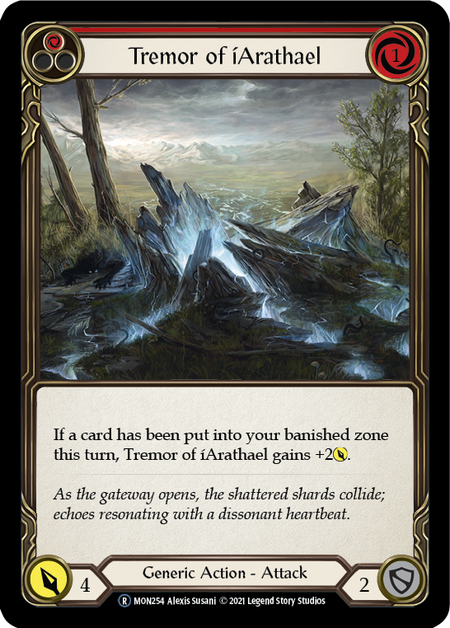 Tremor of íArathael
1
If a card has been put into your banished zone
this turn, Tremor of íArathael gains +2.
As the gateway opens, the shattered shards collide;
echoes resonating with a dissonant heartbeat.
4
Generic Action - Attack
2
R MON254 Alexis Susani © 2021 Legend Story Studios